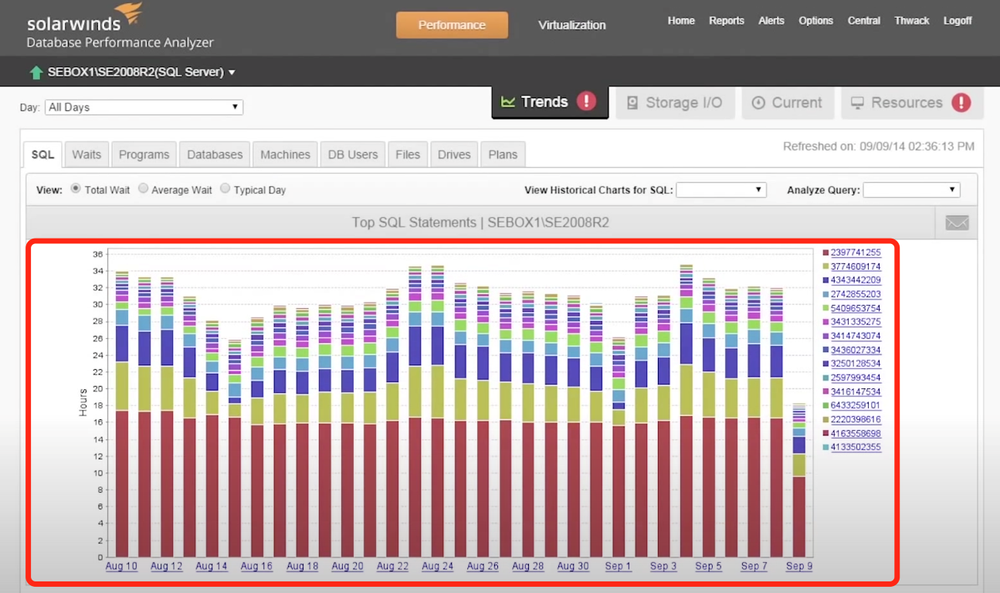 solarwinds
Database Performance Analyzer
Performance
Virtualization
Home Reports Alerts Options Central Thwack Logoff
SEBOX1\SE2008R2(SQL Server)
Day: All Days
Trends !
Storage I/O
Current
Resources !
SQL Waits Programs Databases Machines DB Users Files Drives Plans
Refreshed on: 09/09/14 02:36:13 PM
View: Total Wait Average Wait Typical Day
View Historical Charts for SQL:
Analyze Query:
Top SQL Statements | SEBOX1\SE2008R2
36
34
32
30
28
26
24
22
20
18
16
14
12
10
8
6
4
2
0
Hours
Aug 10 Aug 12 Aug 14 Aug 16 Aug 18 Aug 20 Aug 22 Aug 24 Aug 26 Aug 28 Aug 30 Sep 1 Sep 3 Sep 5 Sep 7 Sep 9
2397741255
3774609174
4343442209
2742855203
5409653754
3431335275
3414743074
3436027334
3250128534
2597993454
3416147534
6433259101
2220398616
4163558698
4133502355